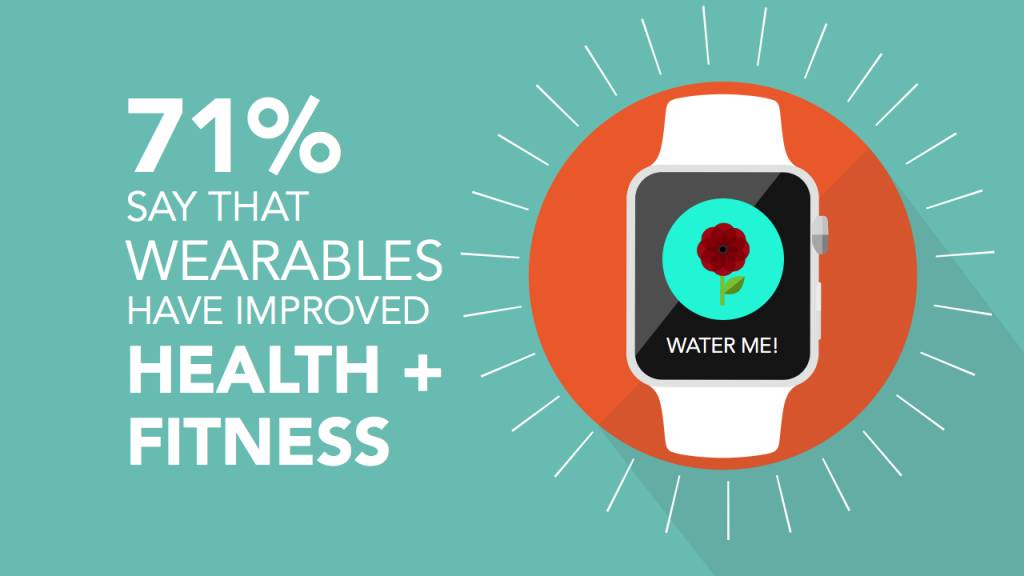 71%
SAY THAT
WEARABLES
HAVE IMPROVED
HEALTH +
FITNESS
WATER ME!